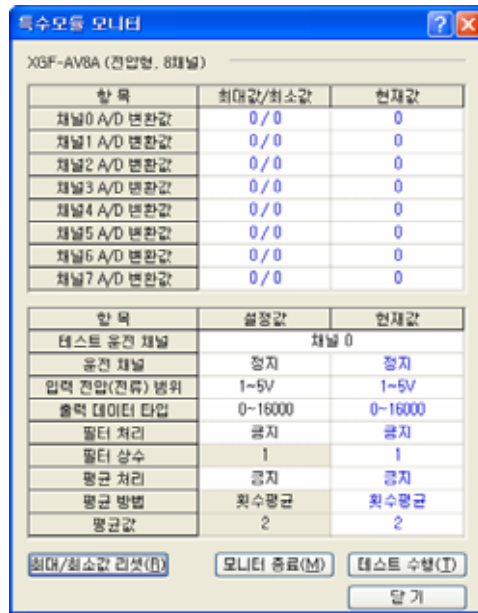 특수모듈 모니터
XGF-AV8A (전압형, 8채널)
항 목 최대값/최소값 현재값
채널0 A/D 변환값 0 / 0 0
채널1 A/D 변환값 0 / 0 0
채널2 A/D 변환값 0 / 0 0
채널3 A/D 변환값 0 / 0 0
채널4 A/D 변환값 0 / 0 0
채널5 A/D 변환값 0 / 0 0
채널6 A/D 변환값 0 / 0 0
채널7 A/D 변환값 0 / 0 0
항 목 설정값 현재값
테스트 운전 채널 채널 0
운전 채널 정지 정지
입력 전압(전류) 범위 1~5V 1~5V
출력 데이터 타입 0~16000 0~16000
필터 처리 금지 금지
필터 상수 1 1
평균 처리 금지 금지
평균 방법 횟수평균 횟수평균
평균값 2 2
최대/최소값 리셋(R) 모니터 종료(M) 테스트 수행(T)
닫 기